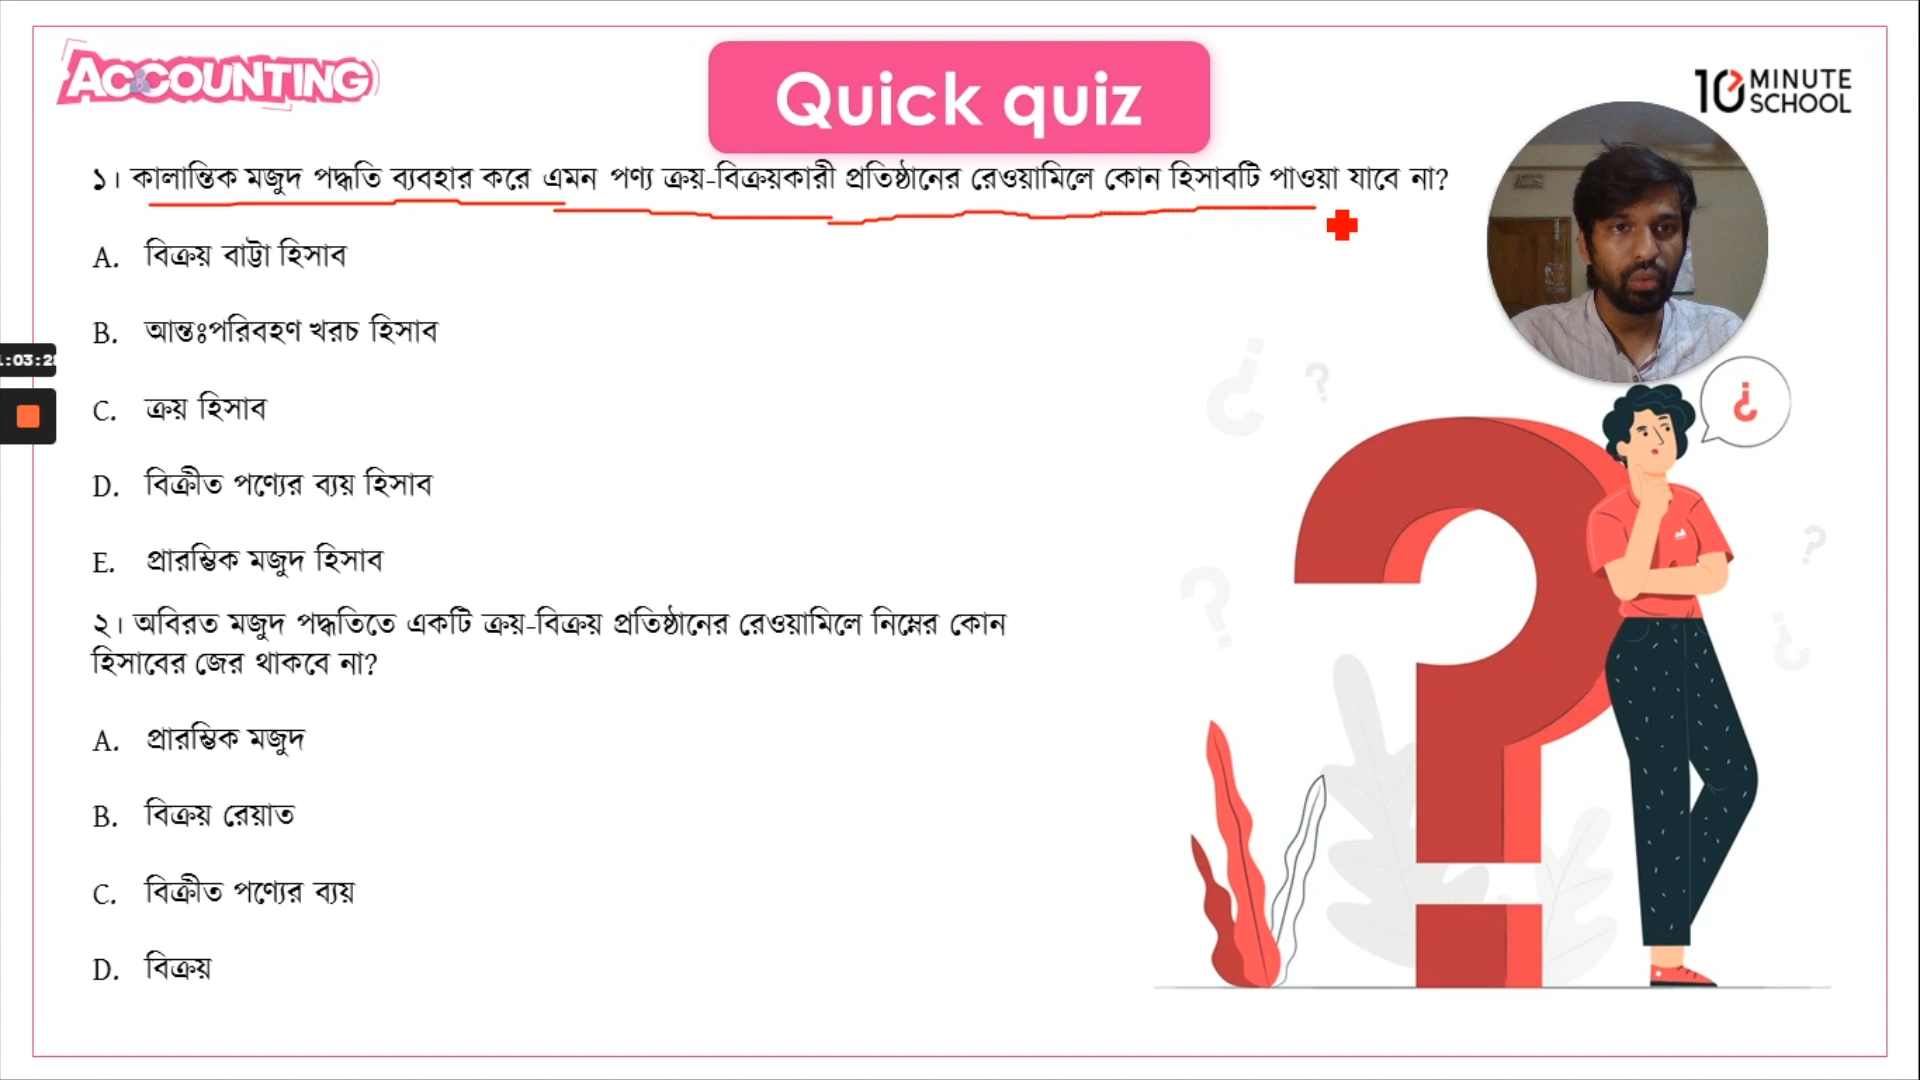 ACCOUNTING
Quick quiz
10 MINUTE
SCHOOL
১। কালান্তিক মজুদ পদ্ধতি ব্যবহার করে এমন পণ্য ক্রয়-বিক্রয়কারী প্রতিষ্ঠানের রেওয়ামিলে কোন হিসাবটি পাওয়া যাবে না?
A. বিক্রয় বাট্টা হিসাব
B. আন্তঃপরিবহণ খরচ হিসাব
C. ক্রয় হিসাব
D. বিক্রীত পণ্যের ব্যয় হিসাব
E. প্রারম্ভিক মজুদ হিসাব
২। অবিরত মজুদ পদ্ধতিতে একটি ক্রয়-বিক্রয় প্রতিষ্ঠানের রেওয়ামিলে নিম্নের কোন
হিসাবের জের থাকবে না?
A. প্রারম্ভিক মজুদ
B. বিক্রয় রেয়াত
C. বিক্রীত পণ্যের ব্যয়
D. বিক্রয়